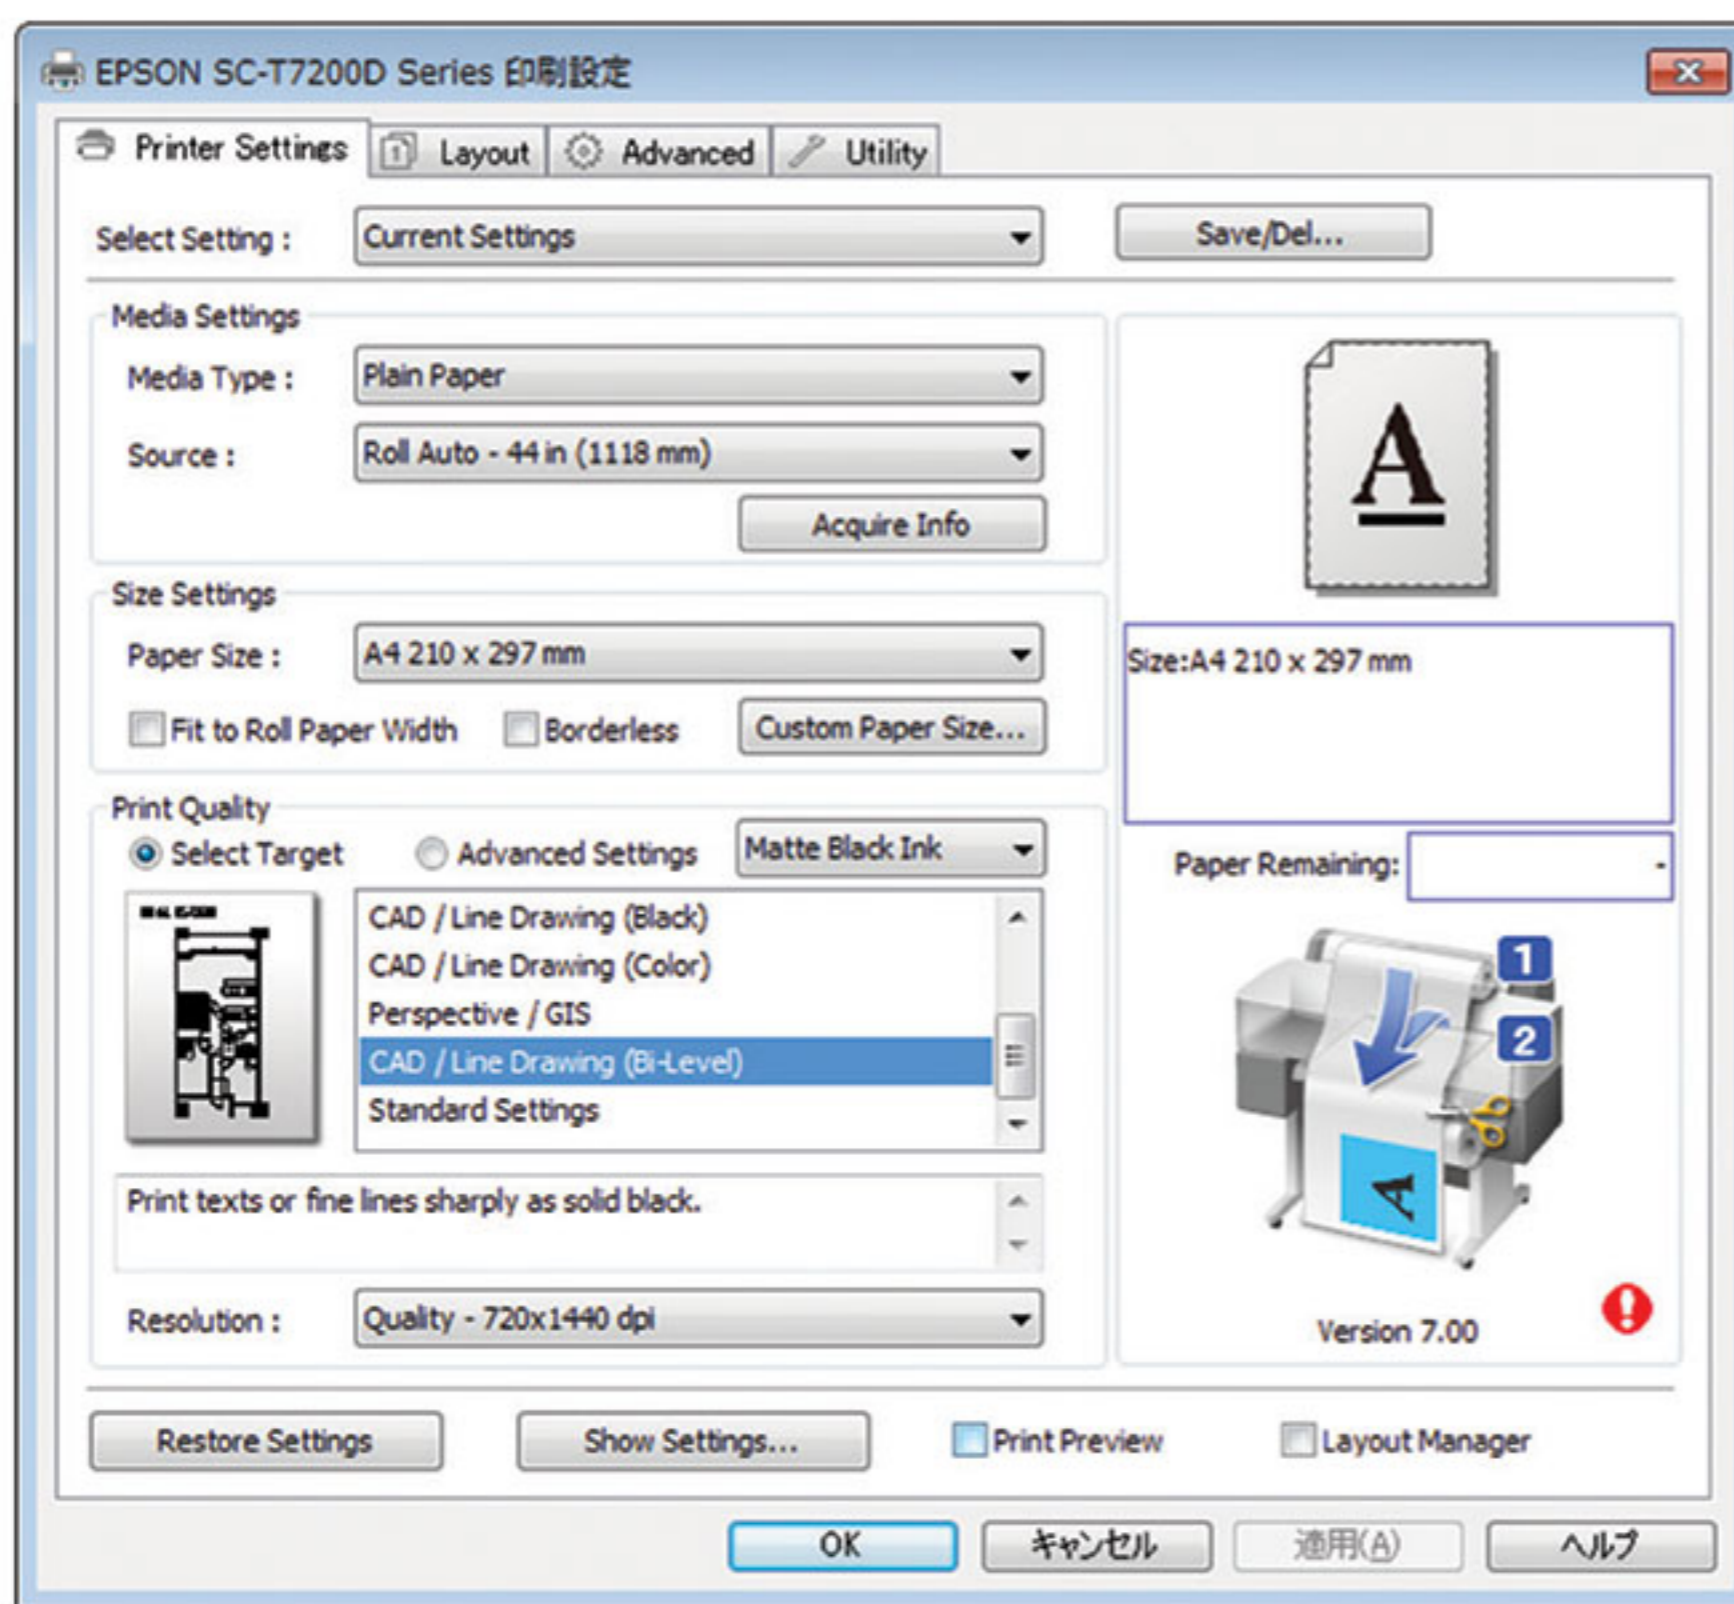 EPSON SC-T7200D Series 印刷設定
Printer Settings
Layout
Advanced
Utility
Select Setting :
Current Settings
Save/Del...
Media Settings
Media Type :
Plain Paper
Source :
Roll Auto - 44 in (1118 mm)
Acquire Info
A
Size Settings
Paper Size :
A4 210 x 297 mm
Fit to Roll Paper Width
Borderless
Custom Paper Size...
Size:A4 210 x 297 mm
Print Quality
Select Target
Advanced Settings
Matte Black Ink
Paper Remaining:
-
CAD / Line Drawing (Black)
CAD / Line Drawing (Color)
Perspective / GIS
CAD / Line Drawing (Bi-Level)
Standard Settings
1
2
A
Print texts or fine lines sharply as solid black.
Resolution :
Quality - 720x1440 dpi
Version 7.00
Restore Settings
Show Settings...
Print Preview
Layout Manager
OK
キャンセル
適用(A)
ヘルプ